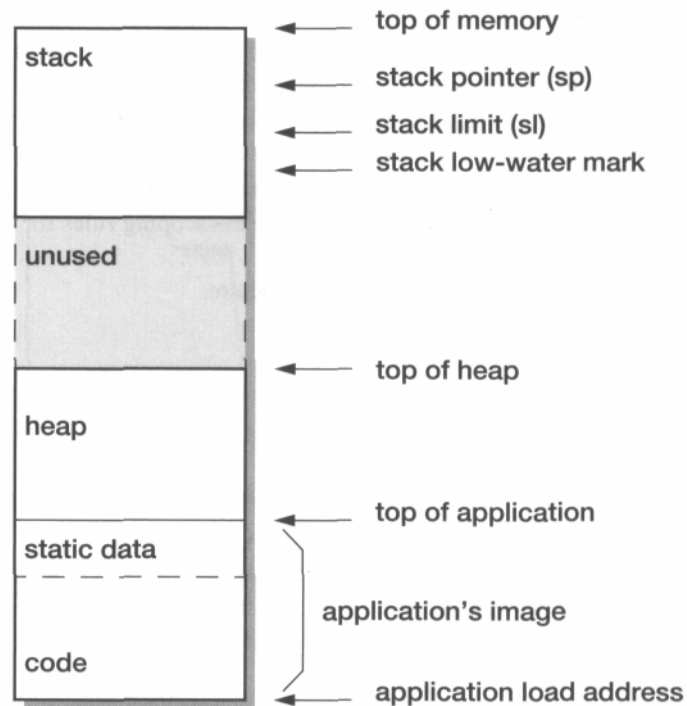 top of memory
stack
stack pointer (sp)
stack limit (sl)
stack low-water mark
unused
top of heap
heap
top of application
static data
application's image
code
application load address